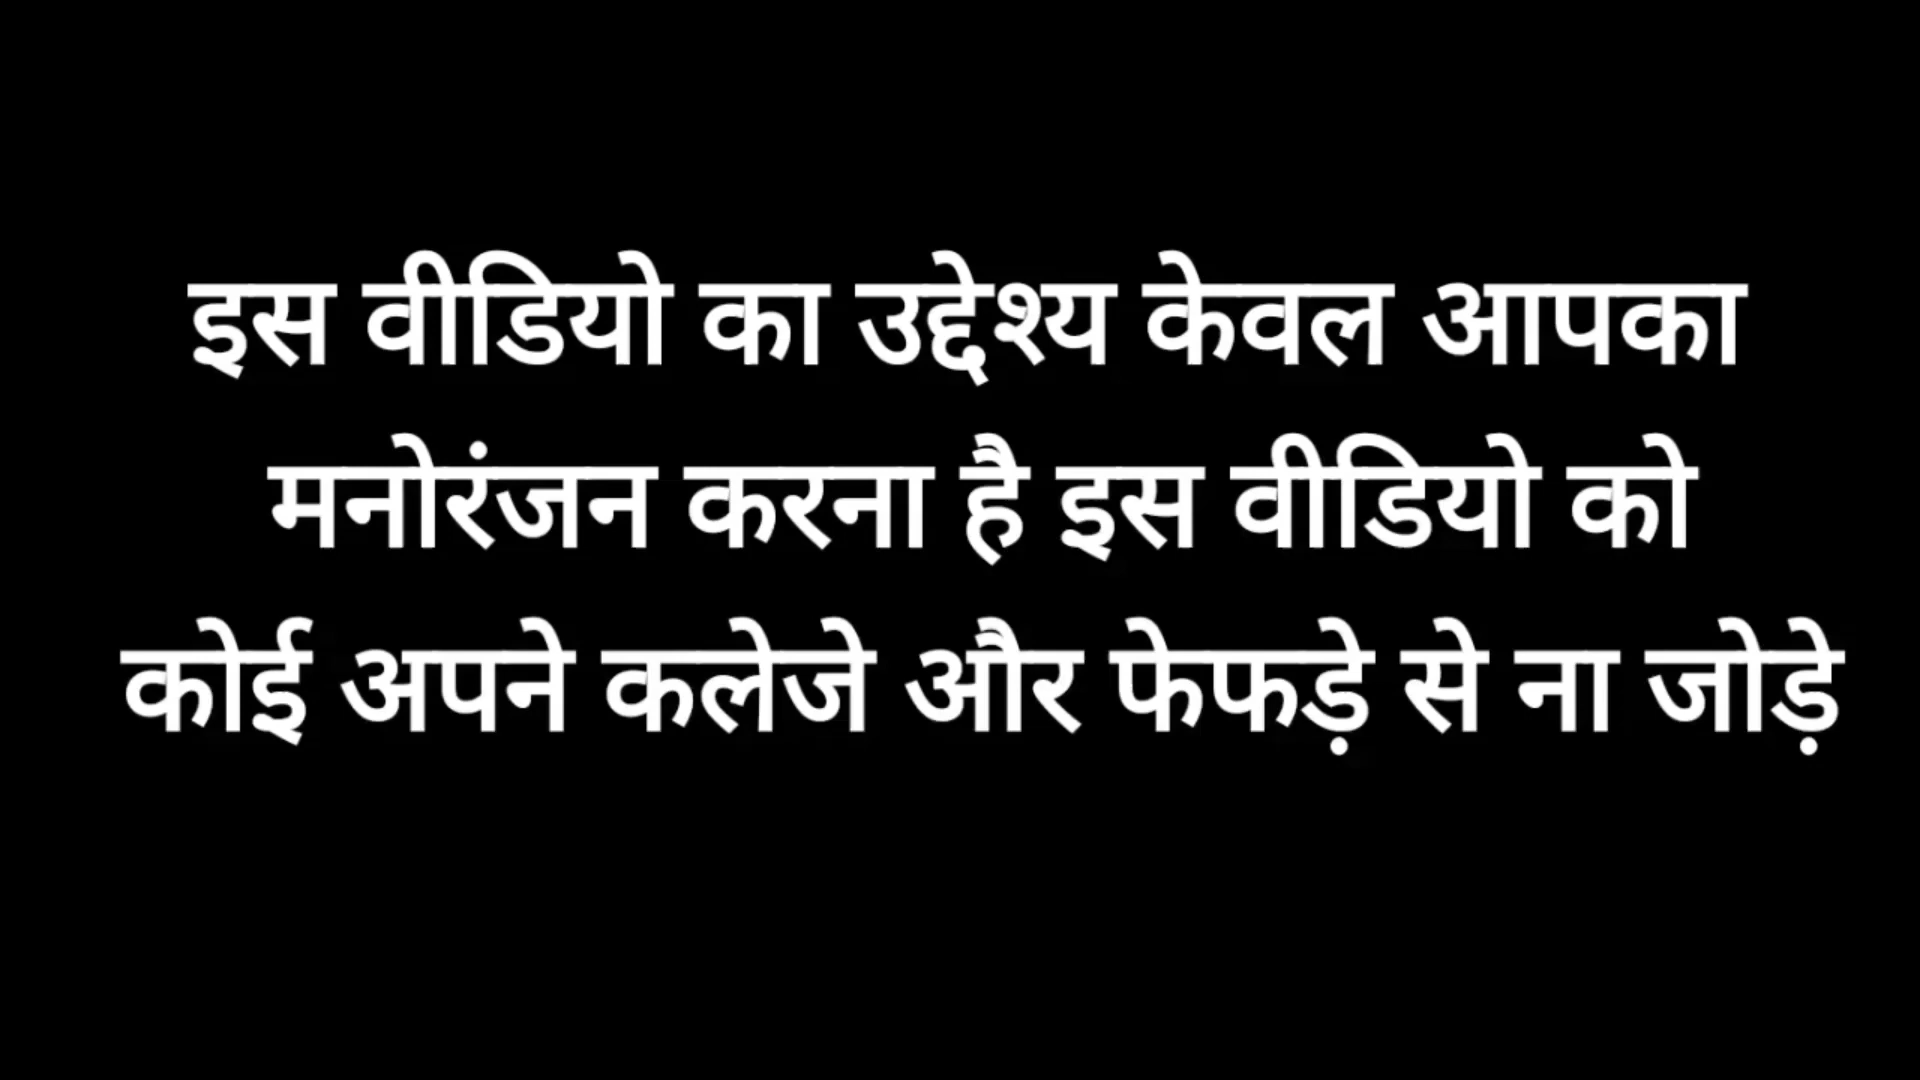 इस वीडियो का उद्देश्य केवल आपका
मनोरंजन करना है इस वीडियो को
कोई अपने कलेजे और फेफड़े से ना जोड़े